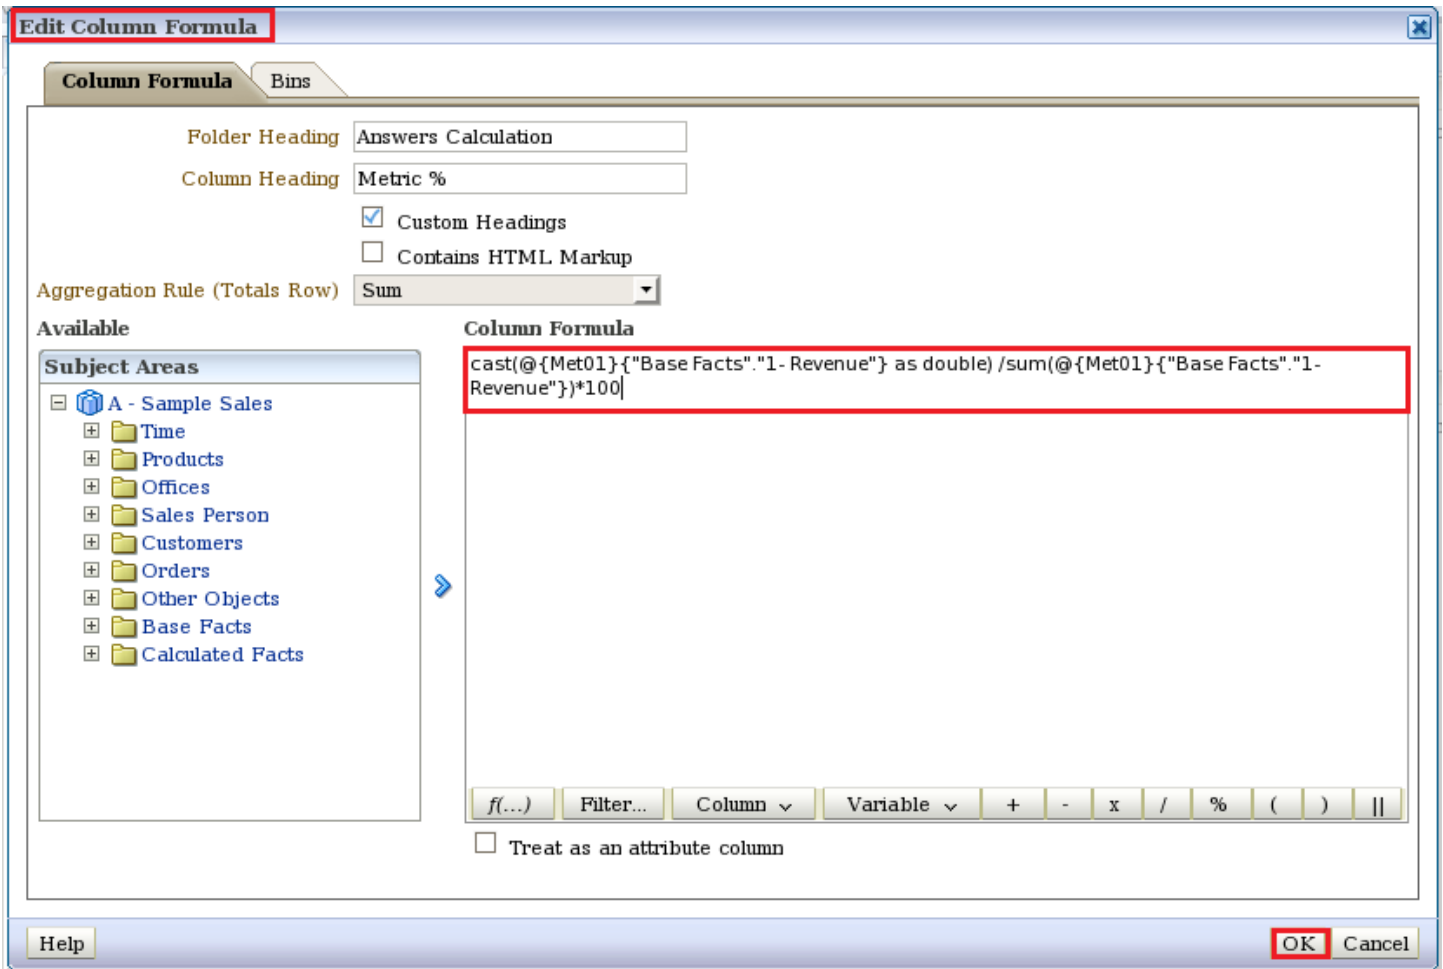 Edit Column Formula
Column Formula Bins
Folder Heading Answers Calculation
Column Heading Metric %
Custom Headings
Contains HTML Markup
Aggregation Rule (Totals Row) Sum
Available Column Formula
Subject Areas
A - Sample Sales
Time
Products
Offices
Sales Person
Customers
Orders
Other Objects
Base Facts
Calculated Facts
cast(@{Met01}{"Base Facts"."1- Revenue"} as double) /sum(@{Met01}{"Base Facts"."1-
Revenue"})*100
f(...) Filter... Column Variable + - x / % ( ) ||
Treat as an attribute column
Help OK Cancel